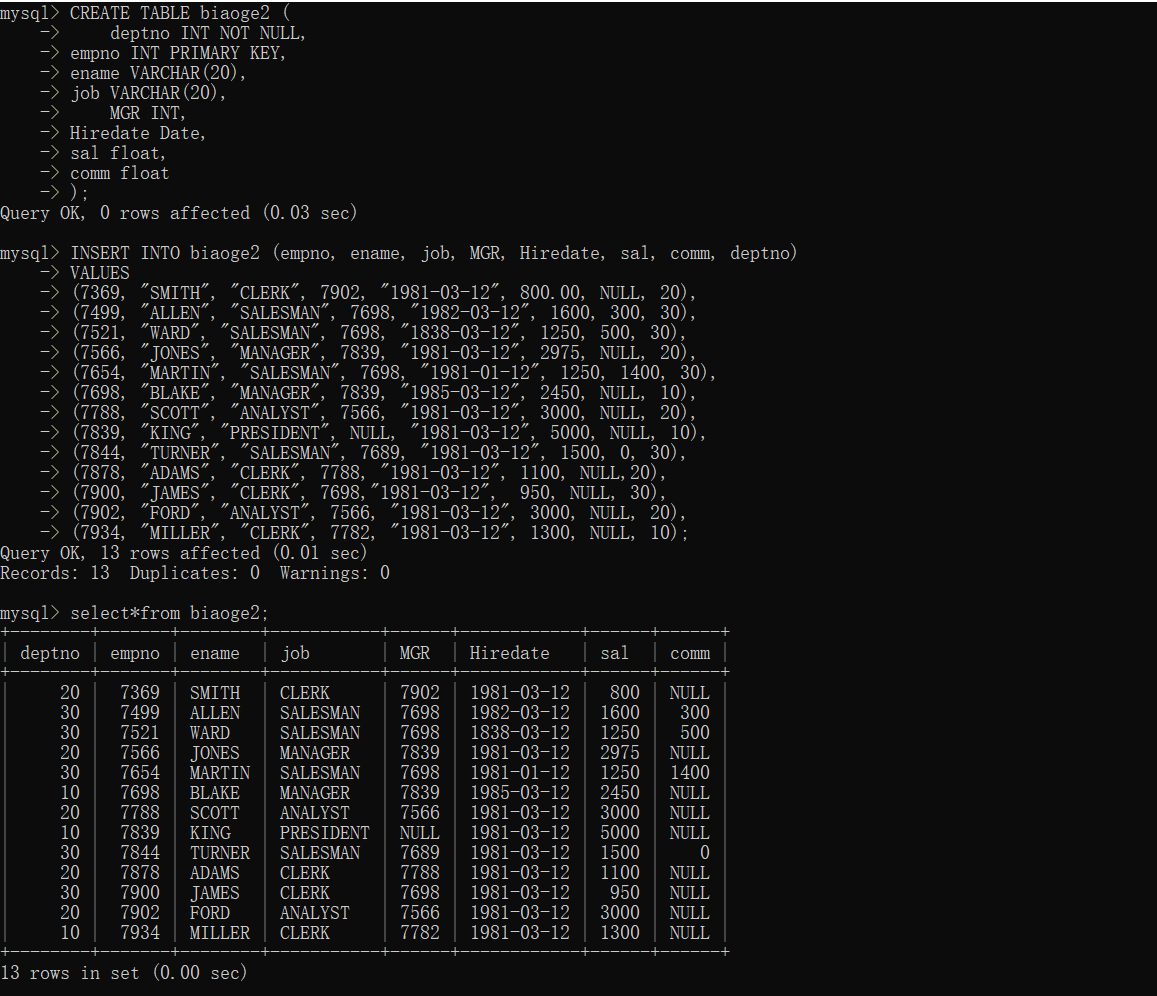 mysql> CREATE TABLE biaoge2 (
    ->     deptno INT NOT NULL,
    -> empno INT PRIMARY KEY,
    -> ename VARCHAR(20),
    -> job VARCHAR(20),
    ->     MGR INT,
    -> Hiredate Date,
    -> sal float,
    -> comm float
    -> );
Query OK, 0 rows affected (0.03 sec)

mysql> INSERT INTO biaoge2 (empno, ename, job, MGR, Hiredate, sal, comm, deptno)
    -> VALUES
    -> (7369, "SMITH", "CLERK", 7902, "1981-03-12", 800.00, NULL, 20),
    -> (7499, "ALLEN", "SALESMAN", 7698, "1982-03-12", 1600, 300, 30),
    -> (7521, "WARD", "SALESMAN", 7698, "1838-03-12", 1250, 500, 30),
    -> (7566, "JONES", "MANAGER", 7839, "1981-03-12", 2975, NULL, 20),
    -> (7654, "MARTIN", "SALESMAN", 7698, "1981-01-12", 1250, 1400, 30),
    -> (7698, "BLAKE", "MANAGER", 7839, "1985-03-12", 2450, NULL, 10),
    -> (7788, "SCOTT", "ANALYST", 7566, "1981-03-12", 3000, NULL, 20),
    -> (7839, "KING", "PRESIDENT", NULL, "1981-03-12", 5000, NULL, 10),
    -> (7844, "TURNER", "SALESMAN", 7689, "1981-03-12", 1500, 0, 30),
    -> (7878, "ADAMS", "CLERK", 7788, "1981-03-12", 1100, NULL,20),
    -> (7900, "JAMES", "CLERK", 7698,"1981-03-12",  950, NULL, 30),
    -> (7902, "FORD", "ANALYST", 7566, "1981-03-12", 3000, NULL, 20),
    -> (7934, "MILLER", "CLERK", 7782, "1981-03-12", 1300, NULL, 10);
Query OK, 13 rows affected (0.01 sec)
Records: 13  Duplicates: 0  Warnings: 0

mysql> select*from biaoge2;
+--------+-------+--------+-----------+------+------------+------+------+
| deptno | empno | ename  | job       | MGR  | Hiredate   | sal  | comm |
+--------+-------+--------+-----------+------+------------+------+------+
|     20 |  7369 | SMITH  | CLERK     | 7902 | 1981-03-12 |  800 | NULL |
|     30 |  7499 | ALLEN  | SALESMAN  | 7698 | 1982-03-12 | 1600 |  300 |
|     30 |  7521 | WARD   | SALESMAN  | 7698 | 1838-03-12 | 1250 |  500 |
|     20 |  7566 | JONES  | MANAGER   | 7839 | 1981-03-12 | 2975 | NULL |
|     30 |  7654 | MARTIN | SALESMAN  | 7698 | 1981-01-12 | 1250 | 1400 |
|     10 |  7698 | BLAKE  | MANAGER   | 7839 | 1985-03-12 | 2450 | NULL |
|     20 |  7788 | SCOTT  | ANALYST   | 7566 | 1981-03-12 | 3000 | NULL |
|     10 |  7839 | KING   | PRESIDENT | NULL | 1981-03-12 | 5000 | NULL |
|     30 |  7844 | TURNER | SALESMAN  | 7689 | 1981-03-12 | 1500 |    0 |
|     20 |  7878 | ADAMS  | CLERK     | 7788 | 1981-03-12 | 1100 | NULL |
|     30 |  7900 | JAMES  | CLERK     | 7698 | 1981-03-12 |  950 | NULL |
|     20 |  7902 | FORD   | ANALYST   | 7566 | 1981-03-12 | 3000 | NULL |
|     10 |  7934 | MILLER | CLERK     | 7782 | 1981-03-12 | 1300 | NULL |
+--------+-------+--------+-----------+------+------------+------+------+
13 rows in set (0.00 sec)